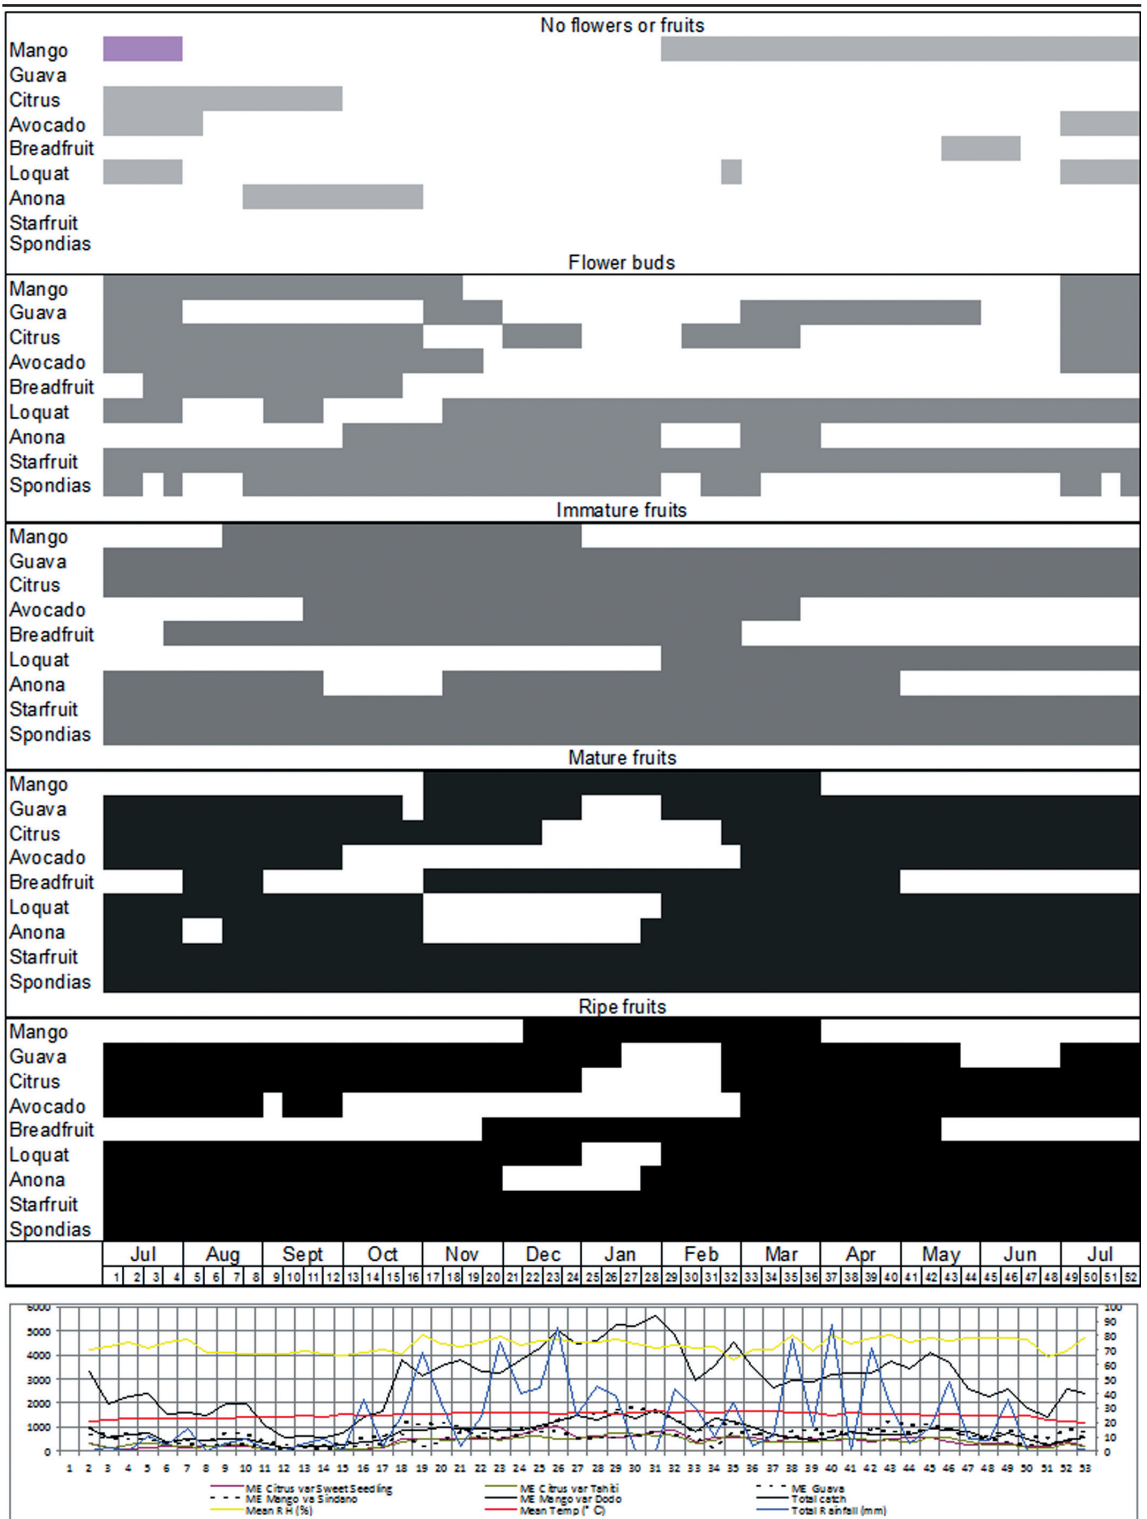 No flowers or fruits
Mango
Guava
Citrus
Avocado
Breadfruit
Loquat
Anona
Starfruit
Spondias
Flower buds
Mango
Guava
Citrus
Avocado
Breadfruit
Loquat
Anona
Starfruit
Spondias
Immature fruits
Mango
Guava
Citrus
Avocado
Breadfruit
Loquat
Anona
Starfruit
Spondias
Mature fruits
Mango
Guava
Citrus
Avocado
Breadfruit
Loquat
Anona
Starfruit
Spondias
Ripe fruits
Mango
Guava
Citrus
Avocado
Breadfruit
Loquat
Anona
Starfruit
Spondias
Jul Aug Sept Oct Nov Dec Jan Feb Mar Apr May Jun Jul
1 2 3 4 5 6 7 8 9 10 11 12 13 14 15 16 17 18 19 20 21 22 23 24 25 26 27 28 29 30 31 32 33 34 35 36 37 38 39 40 41 42 43 44 45 46 47 48 49 50 51 52
6000 100
90
5000 80
70
4000
60
3000 50
40
2000 30
1000 20
10
0 0
1 2 3 4 5 6 7 8 9 10 11 12 13 14 15 16 17 18 19 20 21 22 23 24 25 26 27 28 29 30 31 32 33 34 35 36 37 38 39 40 41 42 43 44 45 46 47 48 49 50 51 52 53
ME Citrus var Sweet Seedling ME Citrus var Tahiti ME Guava
ME Mango va Sindano ME Mango var Dodo Total catch
Mean RH (%) Mean Temp (° C) Total Rainfall (mm)